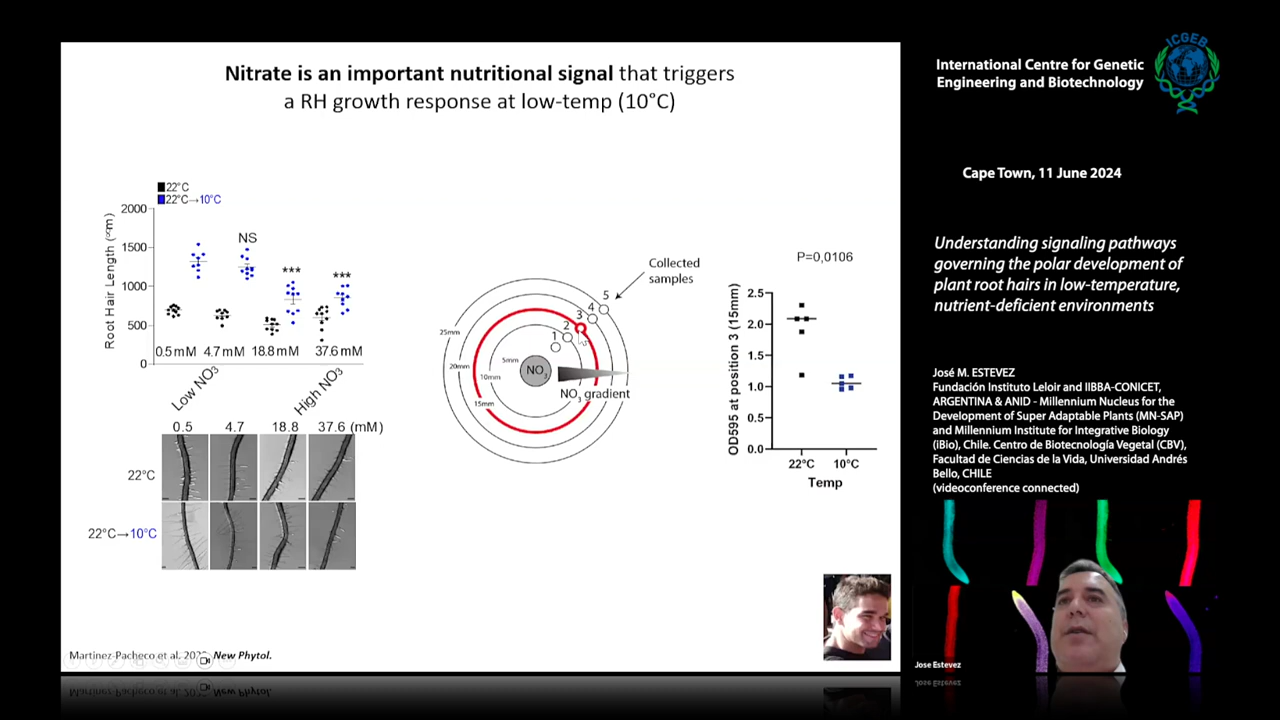 Nitrate is an important nutritional signal that triggers
a RH growth response at low-temp (10°C)
22°C
22°C→10°C
Root Hair Length (µm)
2000
1500
1000
500
0
NS
***
***
0.5 mM 4.7 mM 18.8 mM 37.6 mM
Low NO3
High NO3
0.5 4.7 18.8 37.6 (mM)
22°C
22°C→10°C
Collected
samples
5
4
3
2
1
25mm
20mm
15mm
10mm
5mm
NO3
NO3 gradient
P=0,0106
OD595 at position 3 (15mm)
2.5
2.0
1.5
1.0
0.5
0.0
22°C 10°C
Temp
Martinez-Pacheco et al. New Phytol.
ICGEB
International Centre for Genetic
Engineering and Biotechnology
Cape Town, 11 June 2024
Understanding signaling pathways
governing the polar development of
plant root hairs in low-temperature,
nutrient-deficient environments
José M. ESTEVEZ
Fundación Instituto Leloir and IIBBA-CONICET,
ARGENTINA & ANID - Millennium Nucleus for the
Development of Super Adaptable Plants (MN-SAP)
and Millennium Institute for Integrative Biology
(iBio), Chile. Centro de Biotecnología Vegetal (CBV),
Facultad de Ciencias de la Vida, Universidad Andrés
Bello, CHILE
(videoconference connected)
Jose Estevez